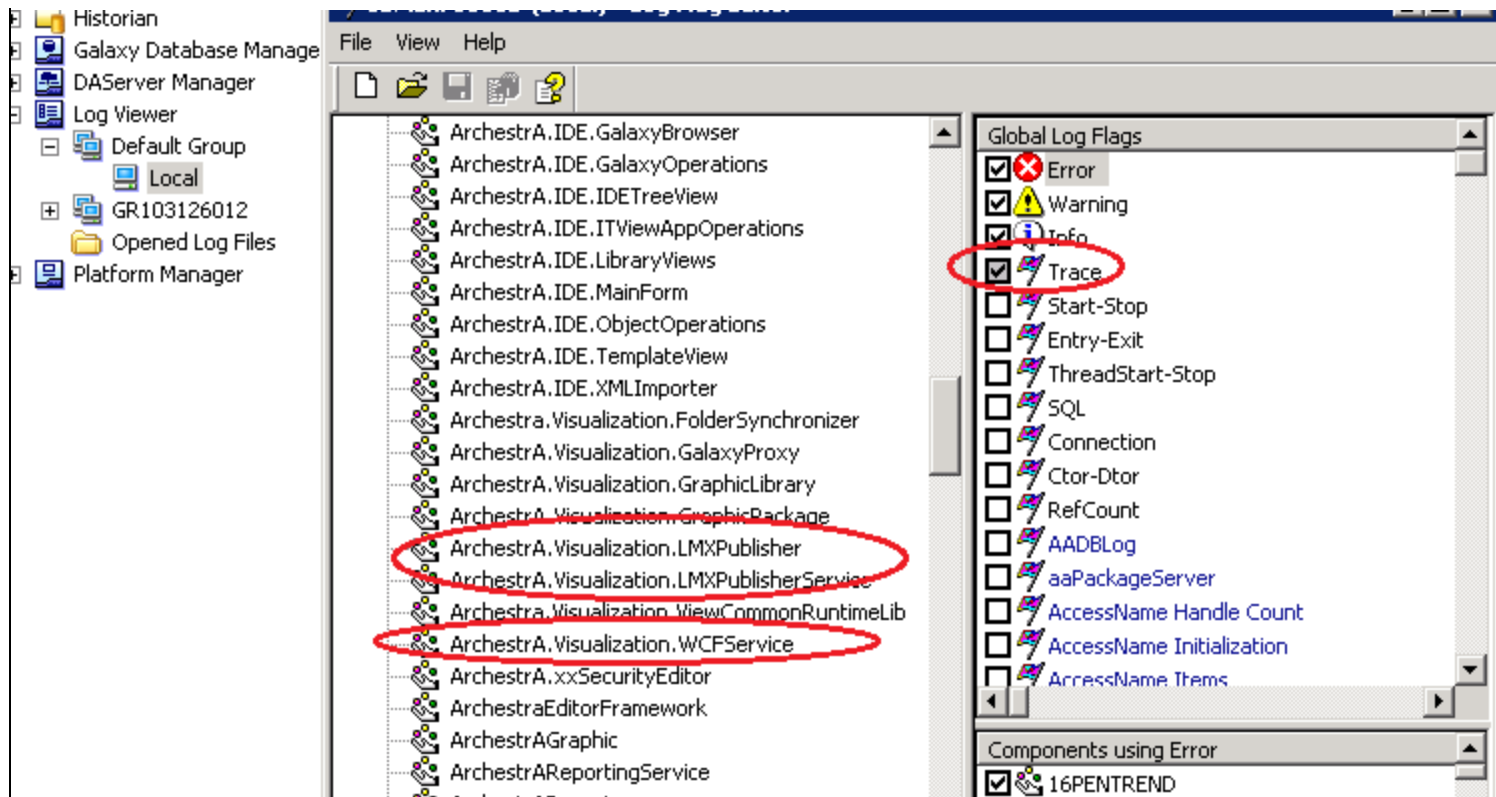 Historian
Galaxy Database Manage
DAServer Manager
Log Viewer
Default Group
Local
GR103126012
Opened Log Files
Platform Manager
File View Help
ArchestrA.IDE.GalaxyBrowser
ArchestrA.IDE.GalaxyOperations
ArchestrA.IDE.IDETreeView
ArchestrA.IDE.ITViewAppOperations
ArchestrA.IDE.LibraryViews
ArchestrA.IDE.MainForm
ArchestrA.IDE.ObjectOperations
ArchestrA.IDE.TemplateView
ArchestrA.IDE.XMLImporter
Archestra.Visualization.FolderSynchronizer
ArchestrA.Visualization.GalaxyProxy
ArchestrA.Visualization.GraphicLibrary
ArchestrA.Visualization.GraphicPackage
ArchestrA.Visualization.LMXPublisher
ArchestrA.Visualization.LMXPublisherService
Archestra.Visualization.ViewCommonRuntimeLib
ArchestrA.Visualization.WCFService
ArchestrA.xxSecurityEditor
ArchestraEditorFramework
ArchestrAGraphic
ArchestrAReportingService
Global Log Flags
Error
Warning
Info
Trace
Start-Stop
Entry-Exit
ThreadStart-Stop
SQL
Connection
Ctor-Dtor
RefCount
AADBLog
aaPackageServer
AccessName Handle Count
AccessName Initialization
AccessName Items
Components using Error
16PENTREND